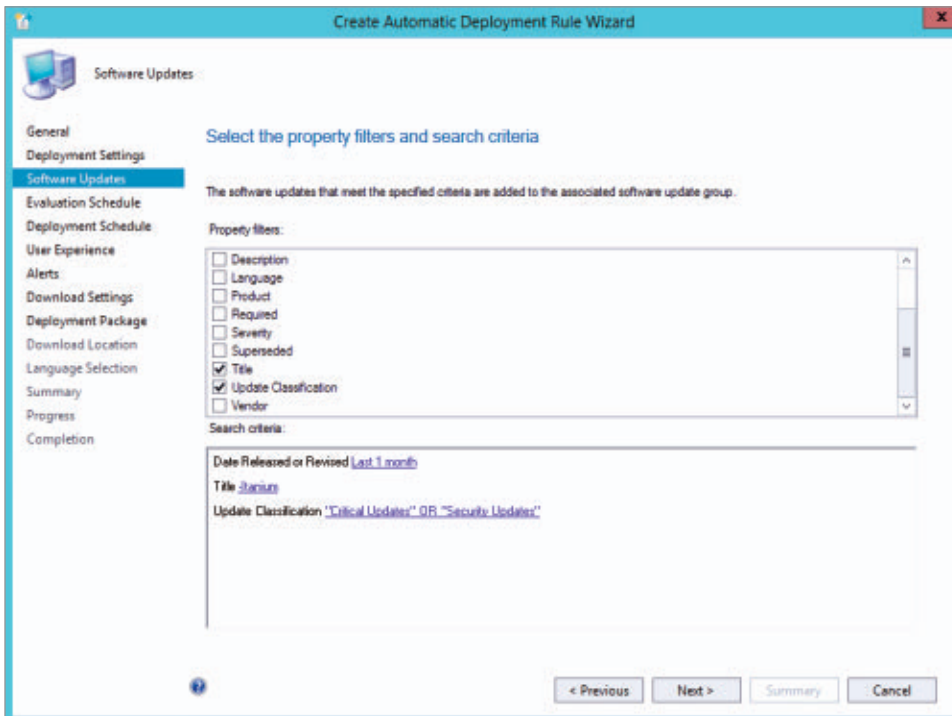 Create Automatic Deployment Rule Wizard
x
Software Updates
General
Deployment Settings
Software Updates
Evaluation Schedule
Deployment Schedule
User Experience
Alerts
Download Settings
Deployment Package
Download Location
Language Selection
Summary
Progress
Completion
Select the property filters and search criteria
The software updates that meet the specified criteria are added to the associated software update group.
Property filters:
Description
Language
Product
Required
Severity
Superseded
Title
Update Classification
Vendor
Search criteria:
Date Released or Revised Last 1 month
Title -Itanium
Update Classification "Critical Updates" OR "Security Updates"
?
< Previous
Next >
Summary
Cancel